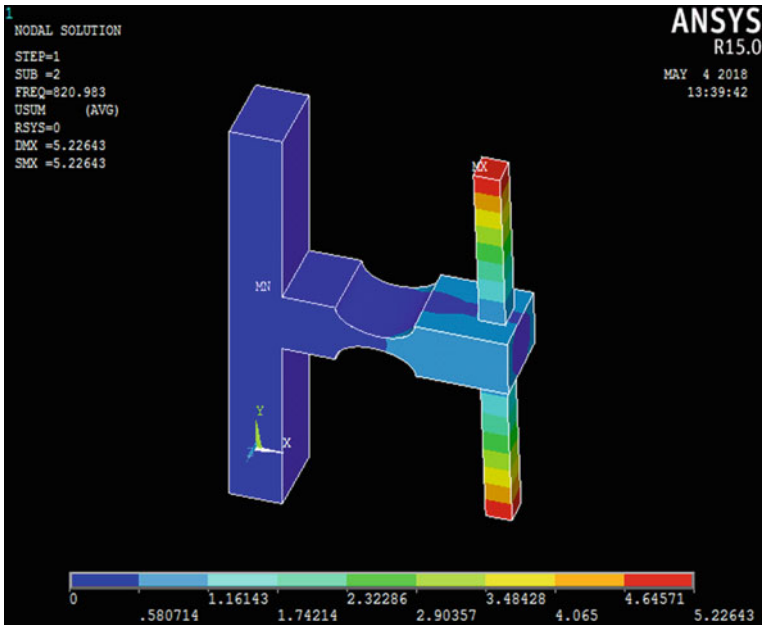 1
NODAL SOLUTION
STEP=1
SUB =2
FREQ=820.983
USUM (AVG)
RSYS=0
DMX =5.22643
SMX =5.22643
ANSYS
R15.0
MAY 4 2018
13:39:42
MX
MN
Y
X
0
.580714
1.16143
1.74214
2.32286
2.90357
3.48428
4.065
4.64571
5.22643